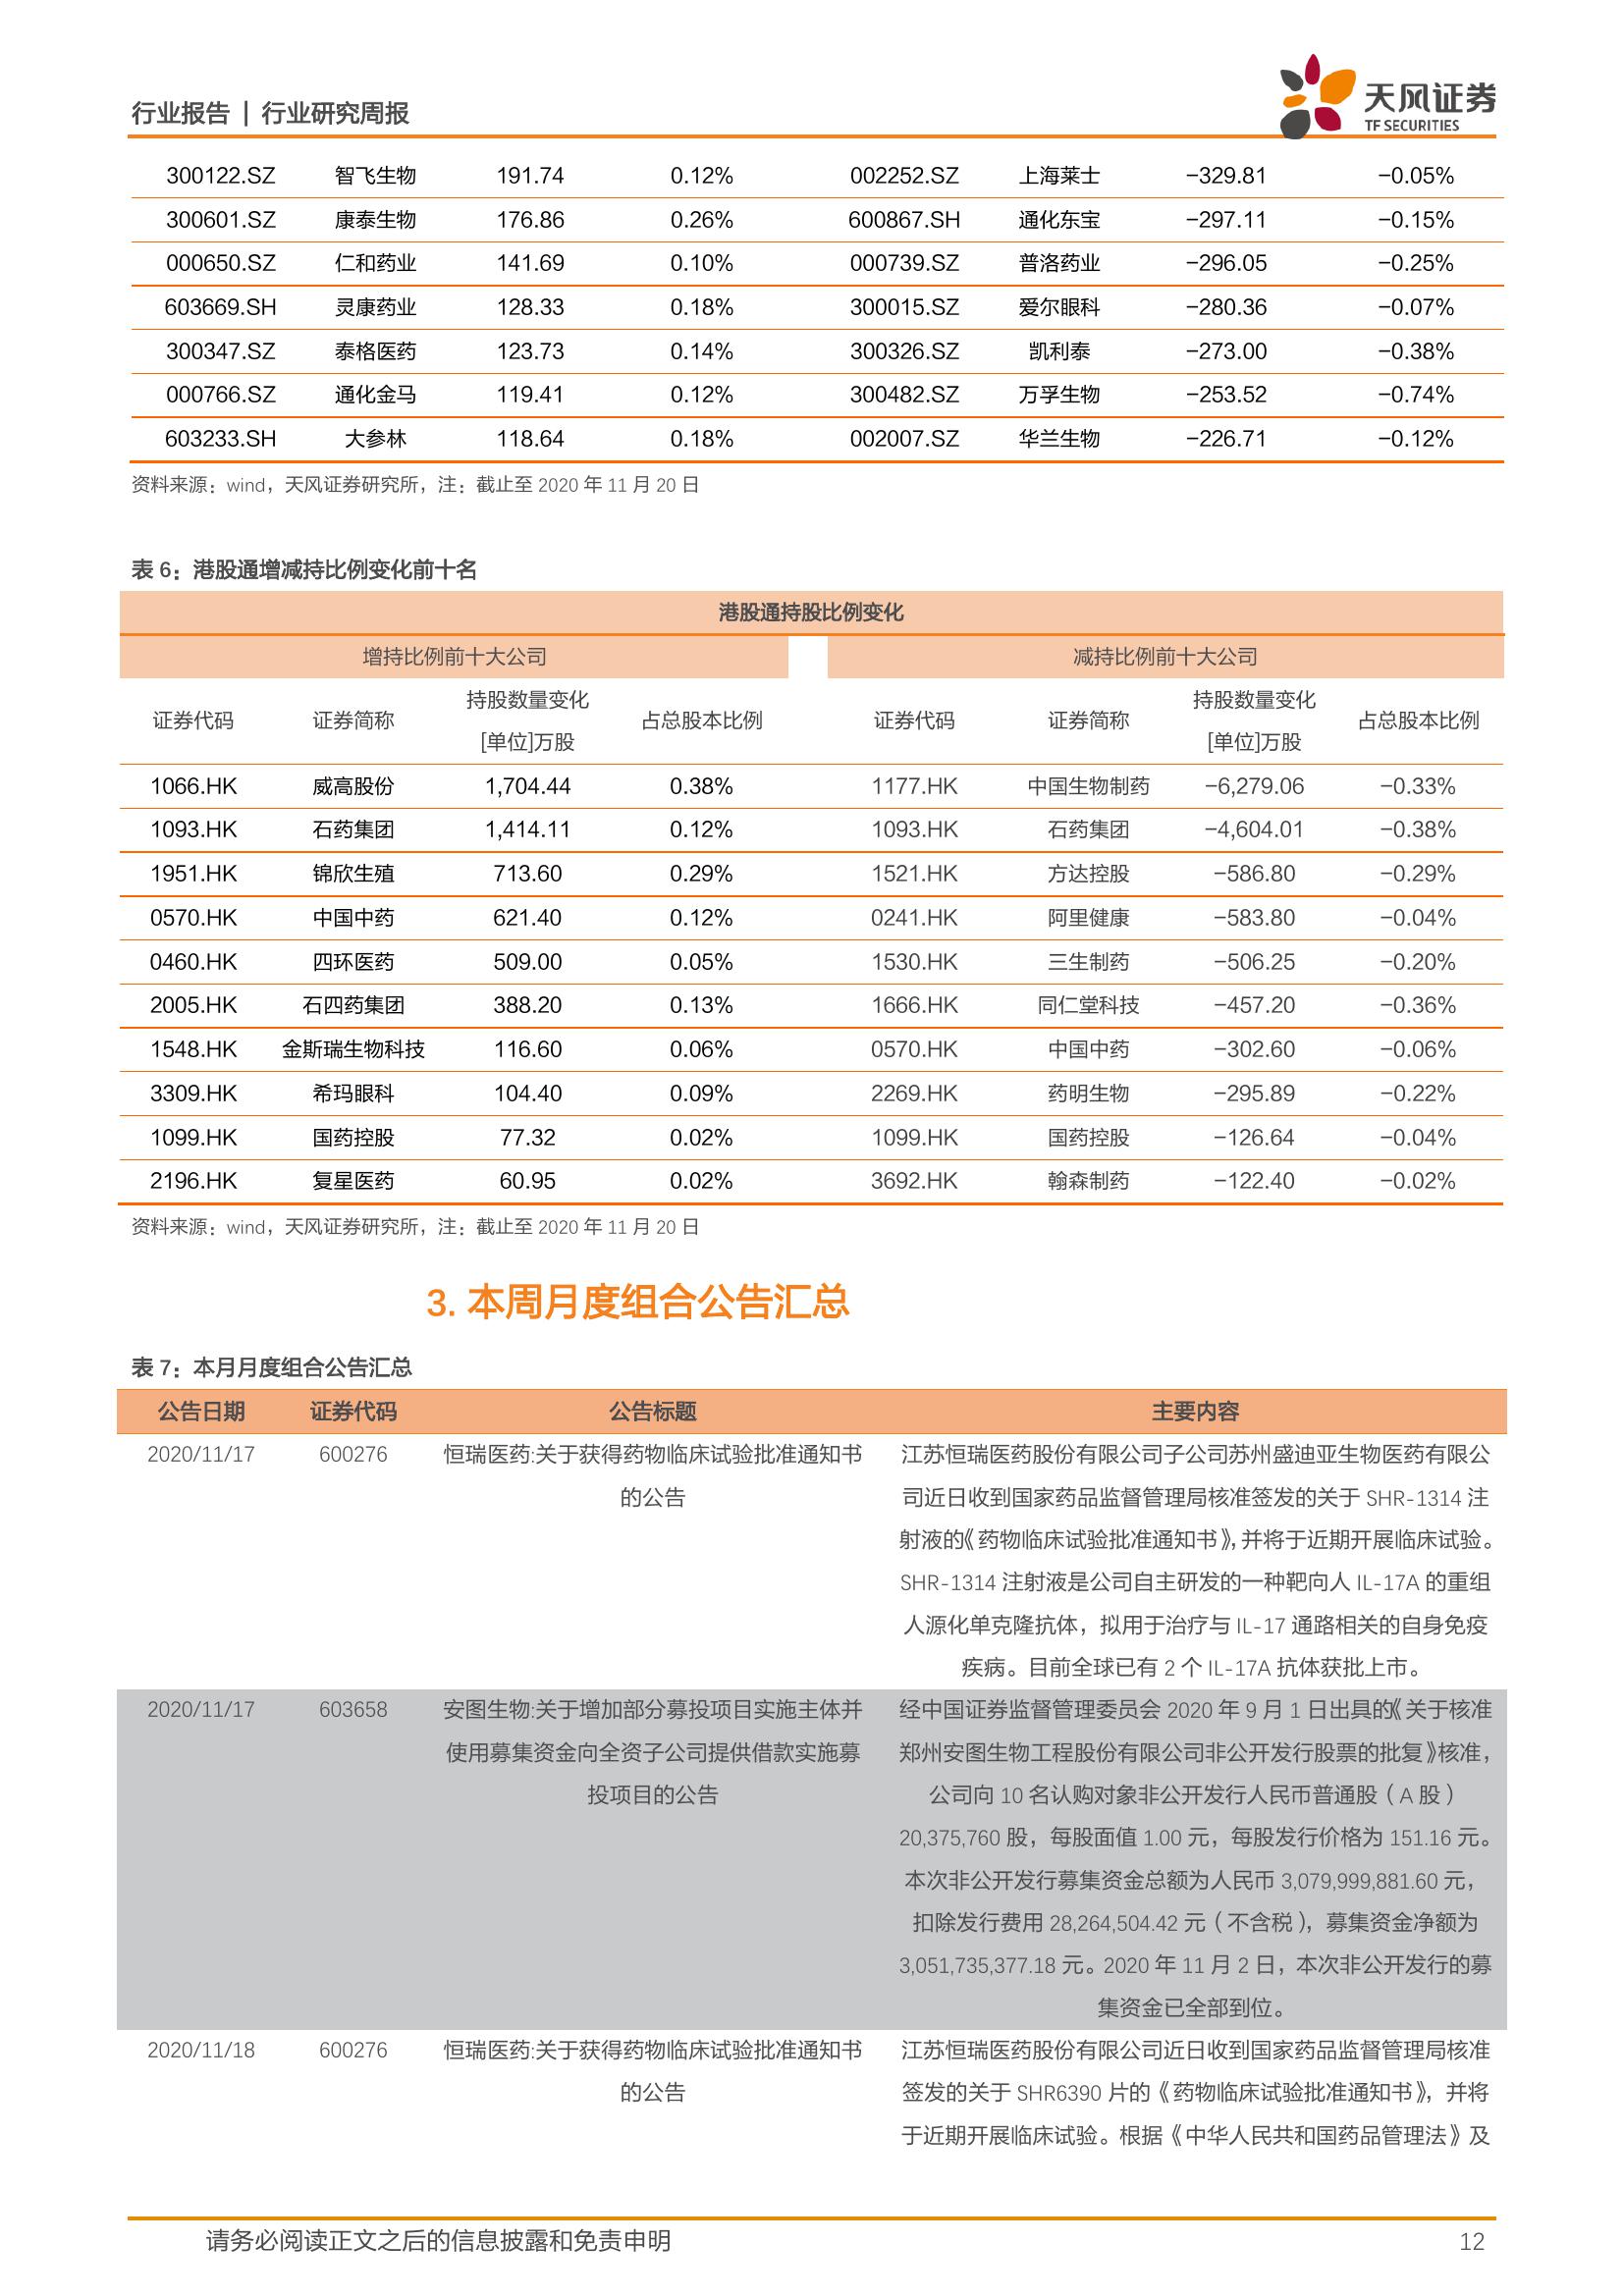 行业报告 | 行业研究周报
天风证券
TF SECURITIES
300122.SZ 智飞生物 191.74 0.12% 002252.SZ 上海莱士 -329.81 -0.05%
300601.SZ 康泰生物 176.86 0.26% 600867.SH 通化东宝 -297.11 -0.15%
000650.SZ 仁和药业 141.69 0.10% 000739.SZ 普洛药业 -296.05 -0.25%
603669.SH 灵康药业 128.33 0.18% 300015.SZ 爱尔眼科 -280.36 -0.07%
300347.SZ 泰格医药 123.73 0.14% 300326.SZ 凯利泰 -273.00 -0.38%
000766.SZ 通化金马 119.41 0.12% 300482.SZ 万孚生物 -253.52 -0.74%
603233.SH 大参林 118.64 0.18% 002007.SZ 华兰生物 -226.71 -0.12%
资料来源：wind，天风证券研究所，注：截止至 2020 年 11 月 20 日
表 6：港股通增减持比例变化前十名
港股通持股比例变化
增持比例前十大公司 减持比例前十大公司
证券代码 证券简称 持股数量变化 占总股本比例 证券代码 证券简称 持股数量变化 占总股本比例
[单位]万股 [单位]万股
1066.HK 威高股份 1,704.44 0.38% 1177.HK 中国生物制药 -6,279.06 -0.33%
1093.HK 石药集团 1,414.11 0.12% 1093.HK 石药集团 -4,604.01 -0.38%
1951.HK 锦欣生殖 713.60 0.29% 1521.HK 方达控股 -586.80 -0.29%
0570.HK 中国中药 621.40 0.12% 0241.HK 阿里健康 -583.80 -0.04%
0460.HK 四环医药 509.00 0.05% 1530.HK 三生制药 -506.25 -0.20%
2005.HK 石四药集团 388.20 0.13% 1666.HK 同仁堂科技 -457.20 -0.36%
1548.HK 金斯瑞生物科技 116.60 0.06% 0570.HK 中国中药 -302.60 -0.06%
3309.HK 希玛眼科 104.40 0.09% 2269.HK 药明生物 -295.89 -0.22%
1099.HK 国药控股 77.32 0.02% 1099.HK 国药控股 -126.64 -0.04%
2196.HK 复星医药 60.95 0.02% 3692.HK 翰森制药 -122.40 -0.02%
资料来源：wind，天风证券研究所，注：截止至 2020 年 11 月 20 日
3. 本周月度组合公告汇总
表 7：本月月度组合公告汇总
公告日期 证券代码 公告标题 主要内容
2020/11/17 600276 恒瑞医药:关于获得药物临床试验批准通知书 江苏恒瑞医药股份有限公司子公司苏州盛迪亚生物医药有限公
的公告 司近日收到国家药品监督管理局核准签发的关于 SHR-1314 注
射液的《药物临床试验批准通知书》，并将于近期开展临床试验。
SHR-1314 注射液是公司自主研发的一种靶向人 IL-17A 的重组
人源化单克隆抗体，拟用于治疗与 IL-17 通路相关的自身免疫
疾病。目前全球已有 2 个 IL-17A 抗体获批上市。
2020/11/17 603658 安图生物:关于增加部分募投项目实施主体并 经中国证券监督管理委员会 2020 年 9 月 1 日出具的《关于核准
使用募集资金向全资子公司提供借款实施募 郑州安图生物工程股份有限公司非公开发行股票的批复》核准，
投项目的公告 公司向 10 名认购对象非公开发行人民币普通股（A 股）
20,375,760 股，每股面值 1.00 元，每股发行价格为 151.16 元。
本次非公开发行募集资金总额为人民币 3,079,999,881.60 元，
扣除发行费用 28,264,504.42 元（不含税），募集资金净额为
3,051,735,377.18 元。2020 年 11 月 2 日，本次非公开发行的募
集资金已全部到位。
2020/11/18 600276 恒瑞医药:关于获得药物临床试验批准通知书 江苏恒瑞医药股份有限公司近日收到国家药品监督管理局核准
的公告 签发的关于 SHR6390 片的《药物临床试验批准通知书》，并将
于近期开展临床试验。根据《中华人民共和国药品管理法》及
请务必阅读正文之后的信息披露和免责申明 12